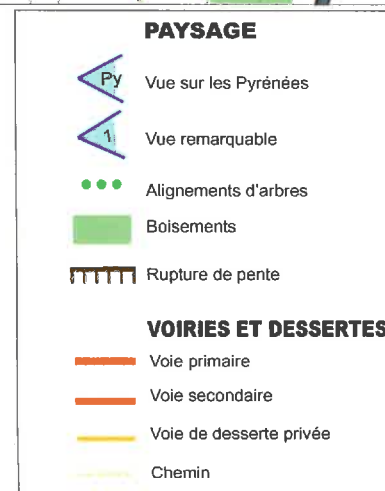 PAYSAGE
Py Vue sur les Pyrénées
1 Vue remarquable
Alignements d'arbres
Boisements
Rupture de pente
VOIRIES ET DESSERTES
Voie primaire
Voie secondaire
Voie de desserte privée
Chemin